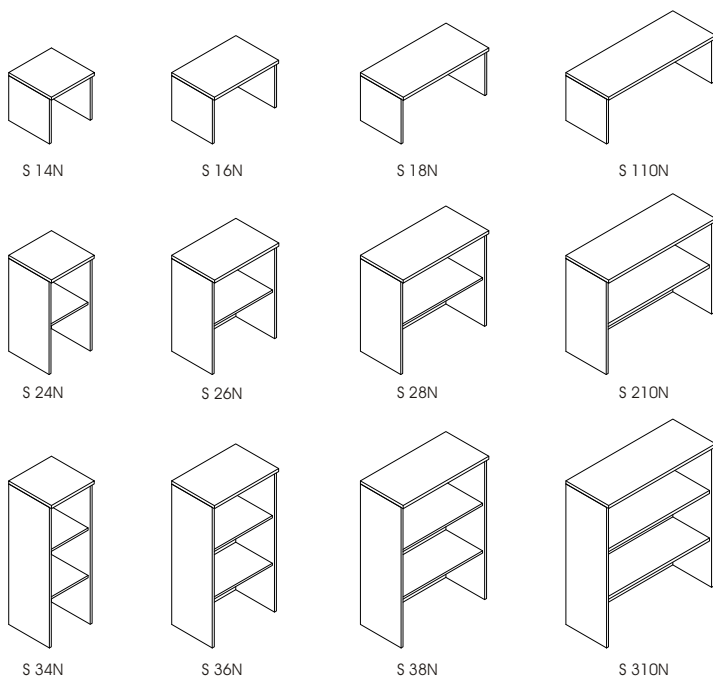 S 14N
S 16N
S 18N
S 110N
S 24N
S 26N
S 28N
S 210N
S 34N
S 36N
S 38N
S 310N